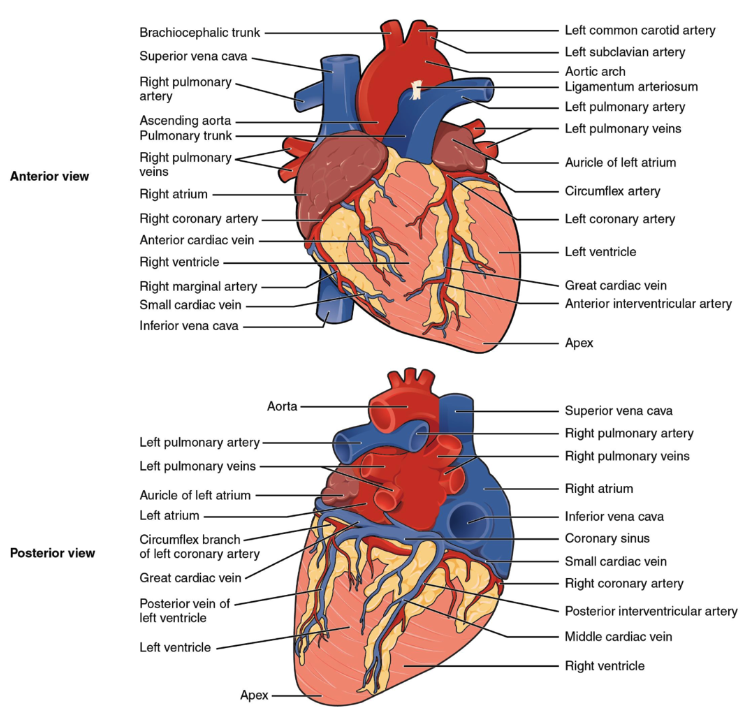 Anterior view
Brachiocephalic trunk
Superior vena cava
Right pulmonary
artery
Ascending aorta
Pulmonary trunk
Right pulmonary
veins
Right atrium
Right coronary artery
Anterior cardiac vein
Right ventricle
Right marginal artery
Small cardiac vein
Inferior vena cava
Left common carotid artery
Left subclavian artery
Aortic arch
Ligamentum arteriosum
Left pulmonary artery
Left pulmonary veins
Auricle of left atrium
Circumflex artery
Left coronary artery
Left ventricle
Great cardiac vein
Anterior interventricular artery
Apex
Posterior view
Aorta
Left pulmonary artery
Left pulmonary veins
Auricle of left atrium
Left atrium
Circumflex branch
of left coronary artery
Great cardiac vein
Posterior vein of
left ventricle
Left ventricle
Apex
Superior vena cava
Right pulmonary artery
Right pulmonary veins
Right atrium
Inferior vena cava
Coronary sinus
Small cardiac vein
Right coronary artery
Posterior interventricular artery
Middle cardiac vein
Right ventricle